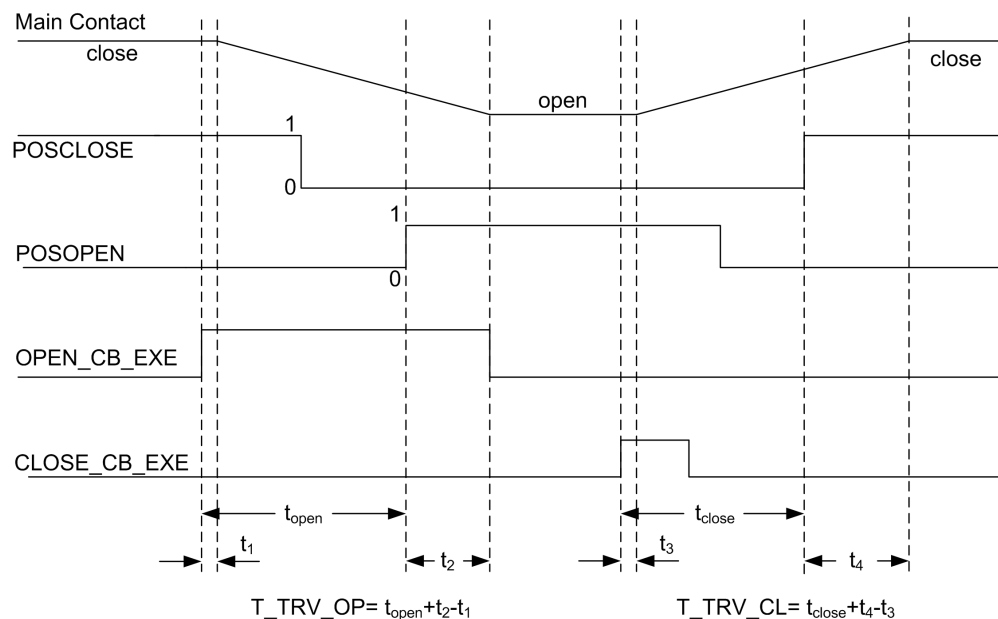 Main Contact
close
close
open
1
POSCLOSE
0
1
POSOPEN
0
OPEN_CB_EXE
CLOSE_CB_EXE
topen
tclose
t1
t2
t3
t4
T_TRV_OP= topen+t2-t1
T_TRV_CL= tclose+t4-t3